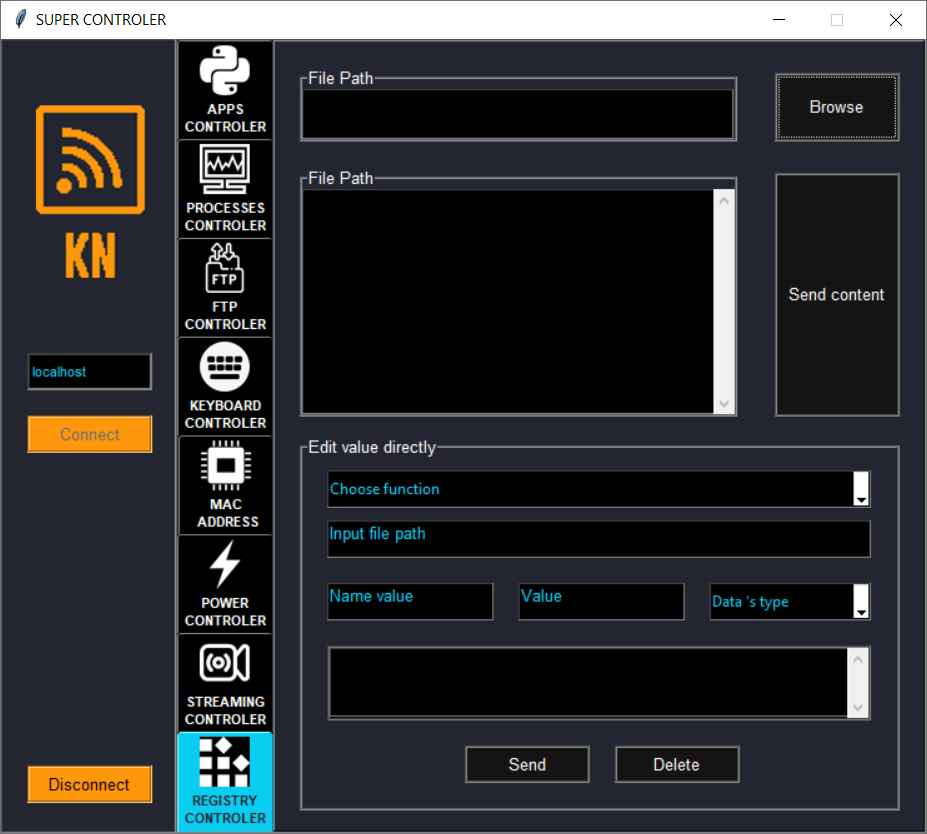 SUPER CONTROLER
KN
localhost
Connect
Disconnect
APPS
CONTROLER
PROCESSES
CONTROLER
FTP
FTP
CONTROLER
KEYBOARD
CONTROLER
MAC
ADDRESS
POWER
CONTROLER
STREAMING
CONTROLER
REGISTRY
CONTROLER
File Path
Browse
File Path
Send content
Edit value directly
Choose function
Input file path
Name value
Value
Data 's type
Send
Delete